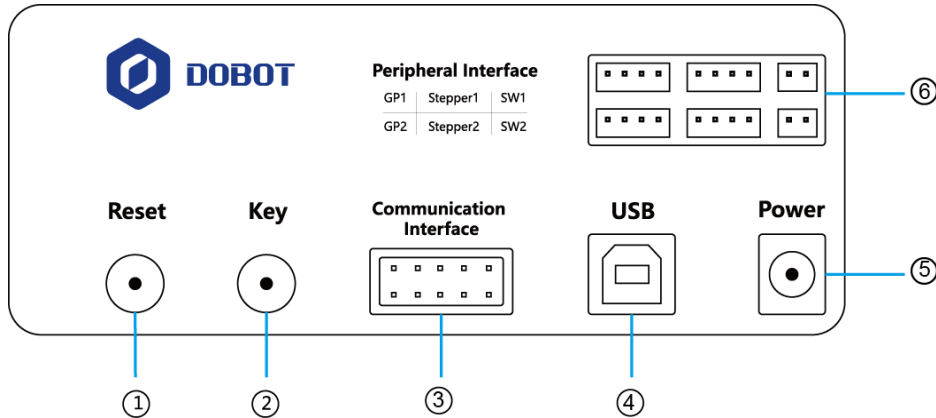 DOBOT
Peripheral Interface
GP1 Stepper1 SW1
GP2 Stepper2 SW2
⑥
Reset
Key
Communication
Interface
USB
Power
⑤
①
②
③
④